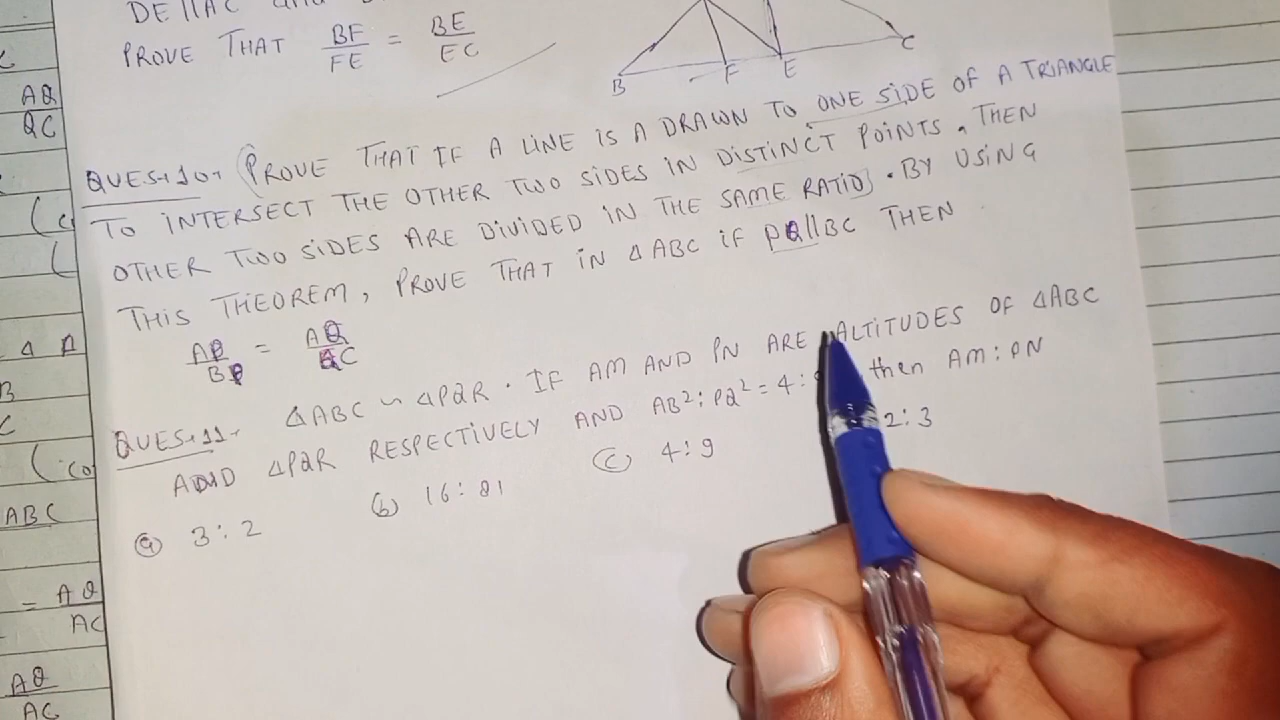 DE || AC and
PROVE THAT BF/FE = BE/EC
B F E C
QUES-10. PROVE THAT IF A LINE IS A DRAWN TO ONE SIDE OF A TRIANGLE
TO INTERSECT THE OTHER TWO SIDES IN DISTINCT POINTS. THEN
OTHER TWO SIDES ARE DIVIDED IN THE SAME RATIO. BY USING
THIS THEOREM, PROVE THAT IN △ABC if PQ||BC THEN
AP/BP = AQ/QC
QUES-11- △ABC ~ △PQR. IF AM AND PN ARE ALTITUDES OF △ABC
AND △PQR RESPECTIVELY AND AB²:PQ² = 4: then AM:PN
(a) 3:2 (b) 16:81 (c) 4:9 2:3
AQ
QC
ABC
= AQ
AC
AQ
AC